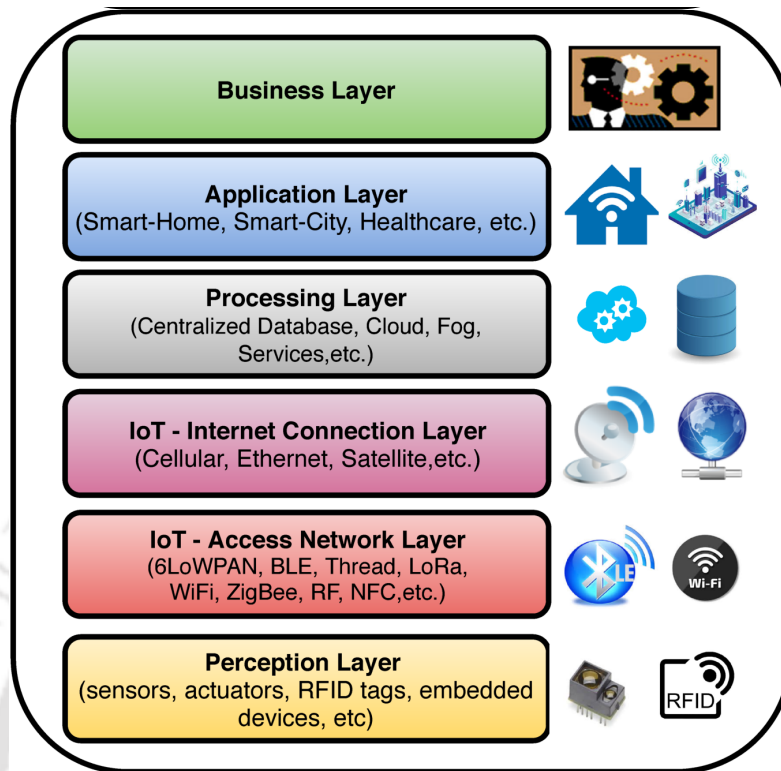 Business Layer
Application Layer
(Smart-Home, Smart-City, Healthcare, etc.)
Processing Layer
(Centralized Database, Cloud, Fog,
Services,etc.)
IoT - Internet Connection Layer
(Cellular, Ethernet, Satellite,etc.)
IoT - Access Network Layer
(6LoWPAN, BLE, Thread, LoRa,
WiFi, ZigBee, RF, NFC,etc.)
LE
Wi-Fi
Perception Layer
(sensors, actuators, RFID tags, embedded
devices, etc)
RFID